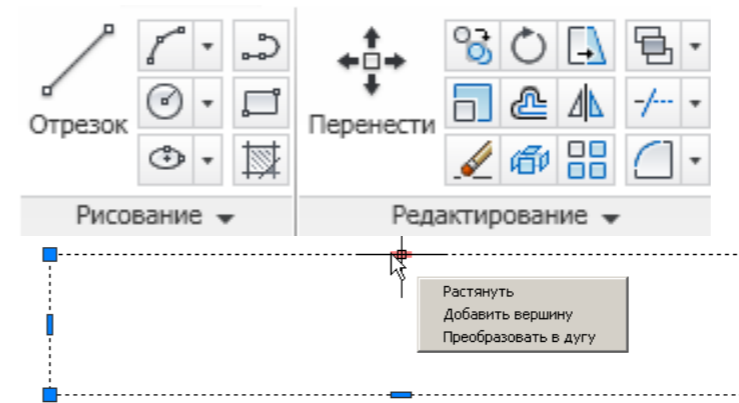 Отрезок
Перенести
Рисование
Редактирование
Растянуть
Добавить вершину
Преобразовать в дугу